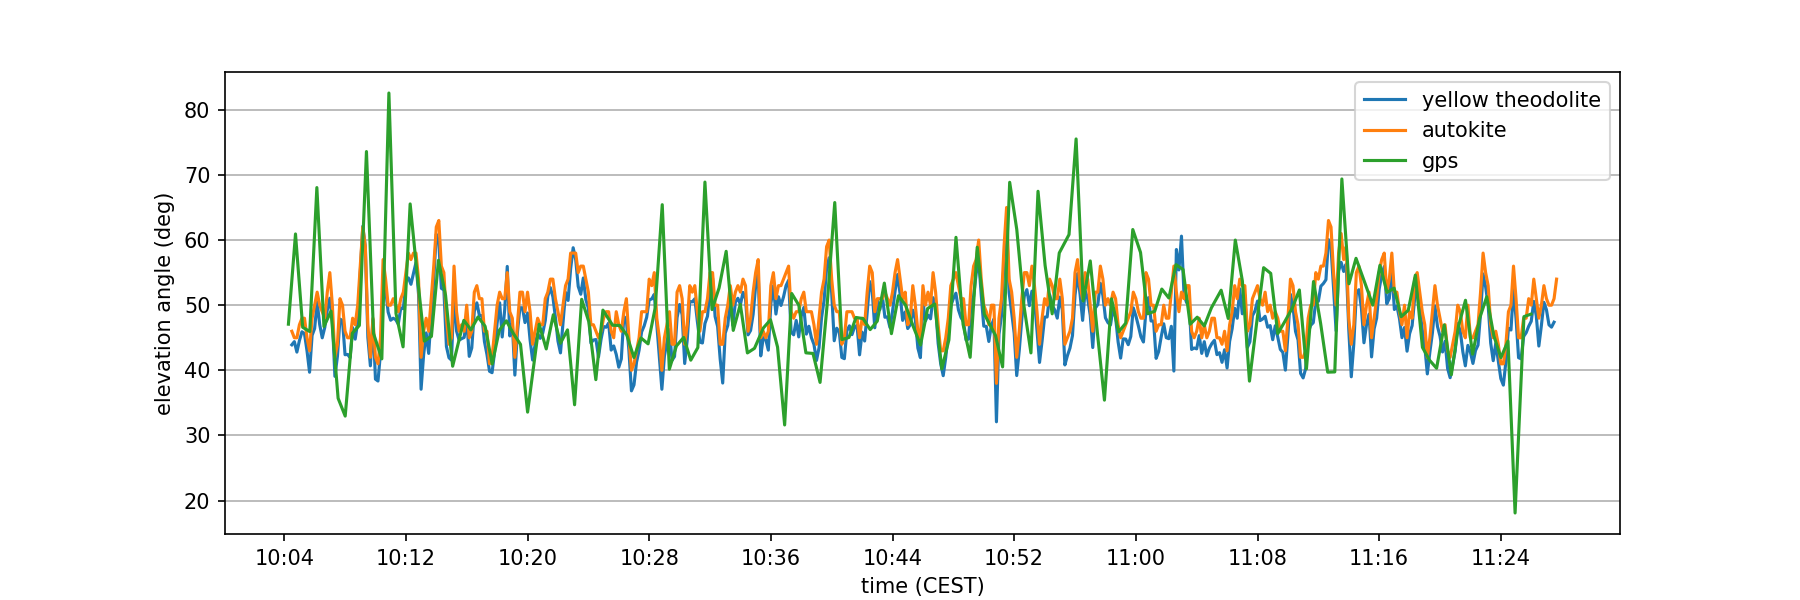 yellow theodolite
autokite
gps
elevation angle (deg)
80
70
60
50
40
30
20
10:04 10:12 10:20 10:28 10:36 10:44 10:52 11:00 11:08 11:16 11:24
time (CEST)